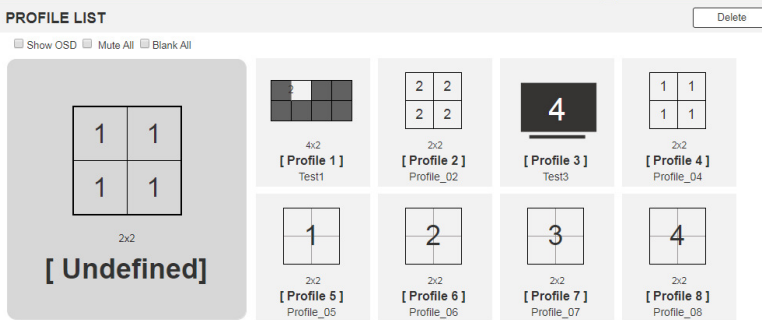 PROFILE LIST
Delete
Show OSD Mute All Blank All
1 1
1 1
2x2
[ Undefined]
2
4x2
[ Profile 1 ]
Test1
2 2
2 2
2x2
[ Profile 2 ]
Profile_02
4
[ Profile 3 ]
Test3
1 1
1 1
2x2
[ Profile 4 ]
Profile_04
1
2x2
[ Profile 5 ]
Profile_05
2
2x2
[ Profile 6 ]
Profile_06
3
2x2
[ Profile 7 ]
Profile_07
4
2x2
[ Profile 8 ]
Profile_08